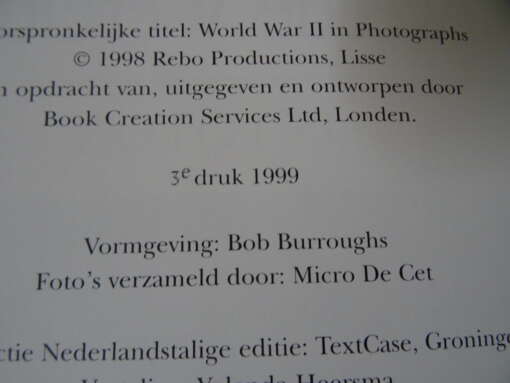 orspronkelijke titel: World War II in Photographs
© 1998 Rebo Productions, Lisse
n opdracht van, uitgegeven en ontworpen door
Book Creation Services Ltd, Londen.
3e druk 1999
Vormgeving: Bob Burroughs
Foto's verzameld door: Micro De Cet
ctie Nederlandstalige editie: TextCase, Groninge